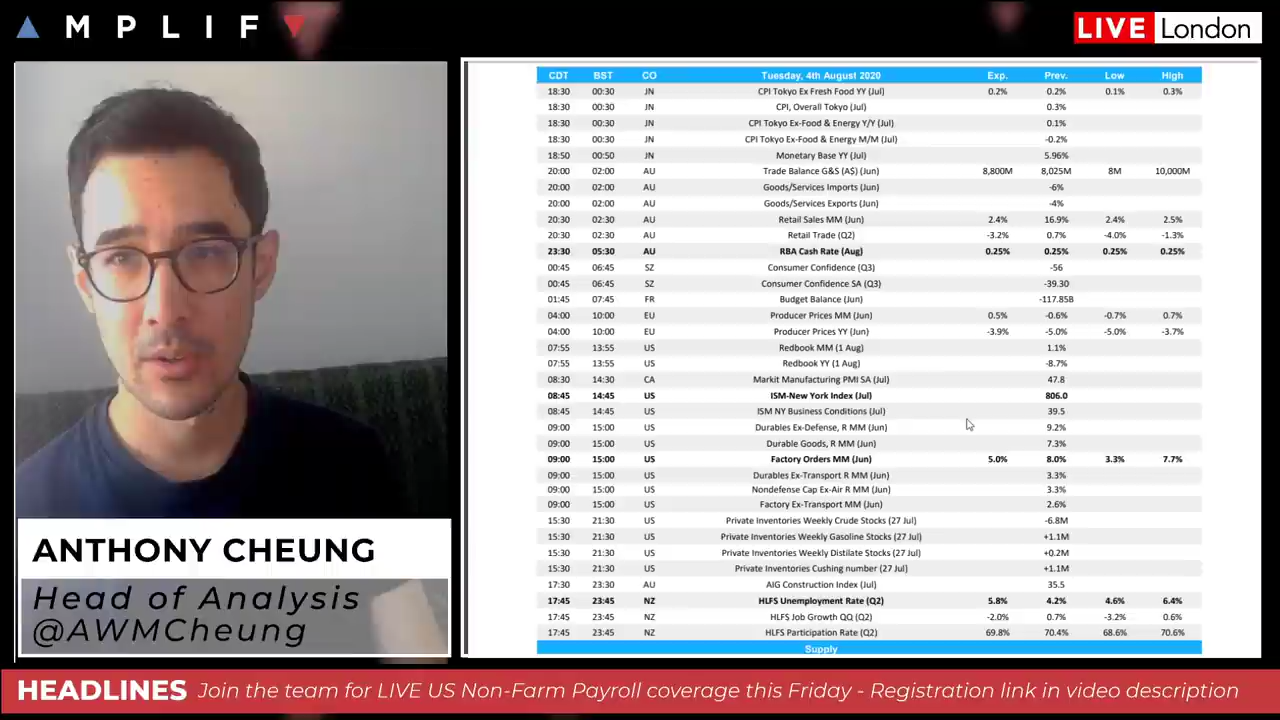 AMPLIFY
LIVE London
CDT BST CO Tuesday, 4th August 2020 Exp. Prev. Low High
18:30 00:30 JN CPI Tokyo Ex Fresh Food YY (Jul) 0.2% 0.2% 0.1% 0.3%
18:30 00:30 JN CPI, Overall Tokyo (Jul) 0.3%
18:30 00:30 JN CPI Tokyo Ex-Food & Energy Y/Y (Jul) 0.1%
18:30 00:30 JN CPI Tokyo Ex-Food & Energy M/M (Jul) -0.2%
18:50 00:50 JN Monetary Base YY (Jul) 5.96%
20:00 02:00 AU Trade Balance G&S (A$) (Jun) 8,800M 8,025M 8M 10,000M
20:00 02:00 AU Goods/Services Imports (Jun) -6%
20:00 02:00 AU Goods/Services Exports (Jun) -4%
20:30 02:30 AU Retail Sales MM (Jun) 2.4% 16.9% 2.4% 2.5%
20:30 02:30 AU Retail Trade (Q2) -3.2% 0.7% -4.0% -1.3%
23:30 05:30 AU RBA Cash Rate (Aug) 0.25% 0.25% 0.25% 0.25%
00:45 06:45 SZ Consumer Confidence (Q3) -56
00:45 06:45 SZ Consumer Confidence SA (Q3) -39.30
01:45 07:45 FR Budget Balance (Jun) -117.85B
04:00 10:00 EU Producer Prices MM (Jun) 0.5% -0.6% -0.7% 0.7%
04:00 10:00 EU Producer Prices YY (Jun) -3.9% -5.0% -5.0% -3.7%
07:55 13:55 US Redbook MM (1 Aug) 1.1%
07:55 13:55 US Redbook YY (1 Aug) -8.7%
08:30 14:30 CA Markit Manufacturing PMI SA (Jul) 47.8
08:45 14:45 US ISM-New York Index (Jul) 806.0
08:45 14:45 US ISM NY Business Conditions (Jul) 39.5
09:00 15:00 US Durables Ex-Defense, R MM (Jun) 9.2%
09:00 15:00 US Durable Goods, R MM (Jun) 7.3%
09:00 15:00 US Factory Orders MM (Jun) 5.0% 8.0% 3.3% 7.7%
09:00 15:00 US Durables Ex-Transport R MM (Jun) 3.3%
09:00 15:00 US Nondefense Cap Ex-Air R MM (Jun) 3.3%
09:00 15:00 US Factory Ex-Transport MM (Jun) 2.6%
15:30 21:30 US Private Inventories Weekly Crude Stocks (27 Jul) -6.8M
15:30 21:30 US Private Inventories Weekly Gasoline Stocks (27 Jul) +1.1M
15:30 21:30 US Private Inventories Weekly Distilate Stocks (27 Jul) +0.2M
15:30 21:30 US Private Inventories Cushing number (27 Jul) +1.1M
17:30 23:30 AU AIG Construction Index (Jul) 35.5
17:45 23:45 NZ HLFS Unemployment Rate (Q2) 5.8% 4.2% 4.6% 6.4%
17:45 23:45 NZ HLFS Job Growth QQ (Q2) -2.0% 0.7% -3.2% 0.6%
17:45 23:45 NZ HLFS Participation Rate (Q2) 69.8% 70.4% 68.6% 70.6%
Supply
ANTHONY CHEUNG
Head of Analysis
@AWMCheung
HEADLINES Join the team for LIVE US Non-Farm Payroll coverage this Friday - Registration link in video description